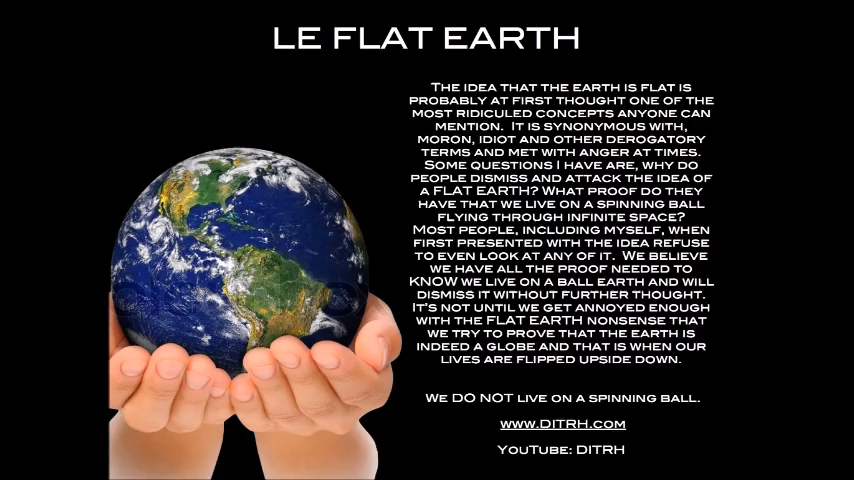 LE FLAT EARTH
THE IDEA THAT THE EARTH IS FLAT IS
PROBABLY AT FIRST THOUGHT ONE OF THE
MOST RIDICULED CONCEPTS ANYONE CAN
MENTION. IT IS SYNONYMOUS WITH,
MORON, IDIOT AND OTHER DEROGATORY
TERMS AND MET WITH ANGER AT TIMES.
SOME QUESTIONS I HAVE ARE, WHY DO
PEOPLE DISMISS AND ATTACK THE IDEA OF
A FLAT EARTH? WHAT PROOF DO THEY
HAVE THAT WE LIVE ON A SPINNING BALL
FLYING THROUGH INFINITE SPACE?
MOST PEOPLE, INCLUDING MYSELF, WHEN
FIRST PRESENTED WITH THE IDEA REFUSE
TO EVEN LOOK AT ANY OF IT. WE BELIEVE
WE HAVE ALL THE PROOF NEEDED TO
KNOW WE LIVE ON A BALL EARTH AND WILL
DISMISS IT WITHOUT FURTHER THOUGHT.
IT'S NOT UNTIL WE GET ANNOYED ENOUGH
WITH THE FLAT EARTH NONSENSE THAT
WE TRY TO PROVE THAT THE EARTH IS
INDEED A GLOBE AND THAT IS WHEN OUR
LIVES ARE FLIPPED UPSIDE DOWN.
WE DO NOT LIVE ON A SPINNING BALL.
WWW.DITRH.COM
YOUTUBE: DITRH